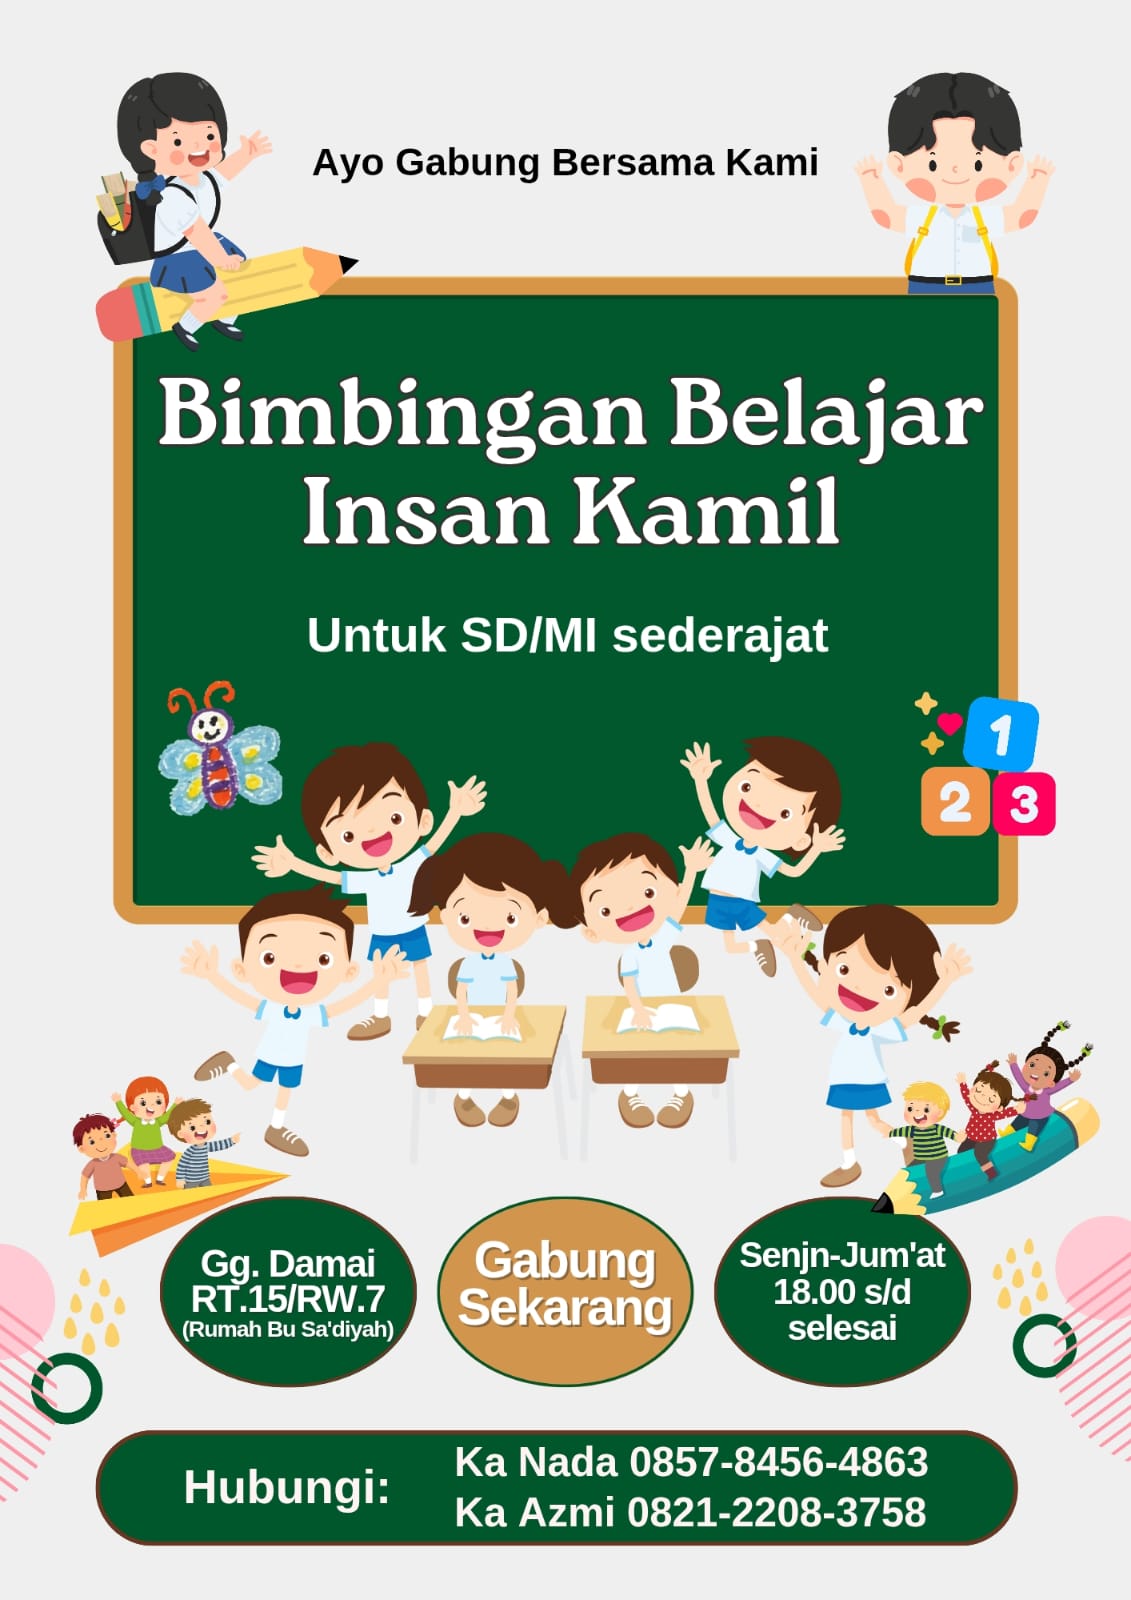 Ayo Gabung Bersama Kami
Bimbingan Belajar
Insan Kamil
Untuk SD/MI sederajat
1
2 3
Gg. Damai
RT.15/RW.7
(Rumah Bu Sa'diyah)
Gabung
Sekarang
Senjn-Jum'at
18.00 s/d
selesai
Hubungi:
Ka Nada 0857-8456-4863
Ka Azmi 0821-2208-3758